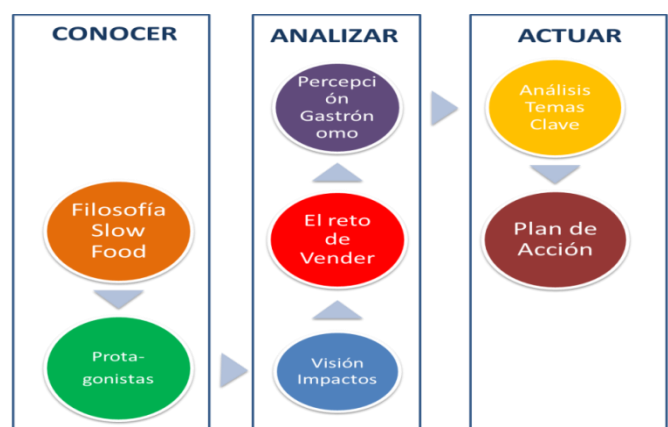 CONOCER
Filosofía
Slow
Food
Prota-
gonistas
ANALIZAR
Percepci
ón
Gastrón
omo
El reto
de
Vender
Visión
Impactos
ACTUAR
Análisis
Temas
Clave
Plan de
Acción